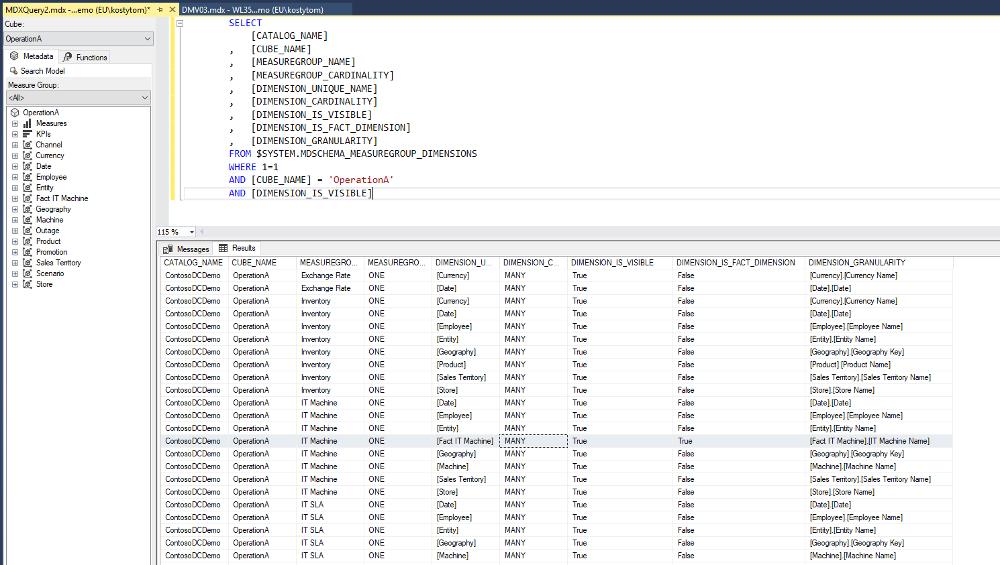 MDXQuery2.mdx -...emo (EU\kostytom)* DMV03.mdx - WL35...mo (EU\kostytom)
Cube:
OperationA
Metadata Functions
Search Model
Measure Group:
<All>
OperationA
Measures
KPIs
Channel
Currency
Date
Employee
Entity
Fact IT Machine
Geography
Machine
Outage
Product
Promotion
Sales Territory
Scenario
Store
SELECT
[CATALOG_NAME]
, [CUBE_NAME]
, [MEASUREGROUP_NAME]
, [MEASUREGROUP_CARDINALITY]
, [DIMENSION_UNIQUE_NAME]
, [DIMENSION_CARDINALITY]
, [DIMENSION_IS_VISIBLE]
, [DIMENSION_IS_FACT_DIMENSION]
, [DIMENSION_GRANULARITY]
FROM $SYSTEM.MDSCHEMA_MEASUREGROUP_DIMENSIONS
WHERE 1=1
AND [CUBE_NAME] = 'OperationA'
AND [DIMENSION_IS_VISIBLE]
115 %
Messages Results
CATALOG_NAME CUBE_NAME MEASUREGRO... MEASUREGRO... DIMENSION_U... DIMENSION_C... DIMENSION_IS_VISIBLE DIMENSION_IS_FACT_DIMENSION DIMENSION_GRANULARITY
ContosoDCDemo OperationA Exchange Rate ONE [Currency] MANY True False [Currency].[Currency Name]
ContosoDCDemo OperationA Exchange Rate ONE [Date] MANY True False [Date].[Date]
ContosoDCDemo OperationA Inventory ONE [Currency] MANY True False [Currency].[Currency Name]
ContosoDCDemo OperationA Inventory ONE [Date] MANY True False [Date].[Date]
ContosoDCDemo OperationA Inventory ONE [Employee] MANY True False [Employee].[Employee Name]
ContosoDCDemo OperationA Inventory ONE [Entity] MANY True False [Entity].[Entity Name]
ContosoDCDemo OperationA Inventory ONE [Geography] MANY True False [Geography].[Geography Key]
ContosoDCDemo OperationA Inventory ONE [Product] MANY True False [Product].[Product Name]
ContosoDCDemo OperationA Inventory ONE [Sales Territory] MANY True False [Sales Territory].[Sales Territory Name]
ContosoDCDemo OperationA Inventory ONE [Store] MANY True False [Store].[Store Name]
ContosoDCDemo OperationA IT Machine ONE [Date] MANY True False [Date].[Date]
ContosoDCDemo OperationA IT Machine ONE [Employee] MANY True False [Employee].[Employee Name]
ContosoDCDemo OperationA IT Machine ONE [Entity] MANY True False [Entity].[Entity Name]
ContosoDCDemo OperationA IT Machine ONE [Fact IT Machine] MANY True True [Fact IT Machine].[IT Machine Name]
ContosoDCDemo OperationA IT Machine ONE [Geography] MANY True False [Geography].[Geography Key]
ContosoDCDemo OperationA IT Machine ONE [Machine] MANY True False [Machine].[Machine Name]
ContosoDCDemo OperationA IT Machine ONE [Sales Territory] MANY True False [Sales Territory].[Sales Territory Name]
ContosoDCDemo OperationA IT Machine ONE [Store] MANY True False [Store].[Store Name]
ContosoDCDemo OperationA IT SLA ONE [Date] MANY True False [Date].[Date]
ContosoDCDemo OperationA IT SLA ONE [Employee] MANY True False [Employee].[Employee Name]
ContosoDCDemo OperationA IT SLA ONE [Entity] MANY True False [Entity].[Entity Name]
ContosoDCDemo OperationA IT SLA ONE [Geography] MANY True False [Geography].[Geography Key]
ContosoDCDemo OperationA IT SLA ONE [Machine] MANY True False [Machine].[Machine Name]